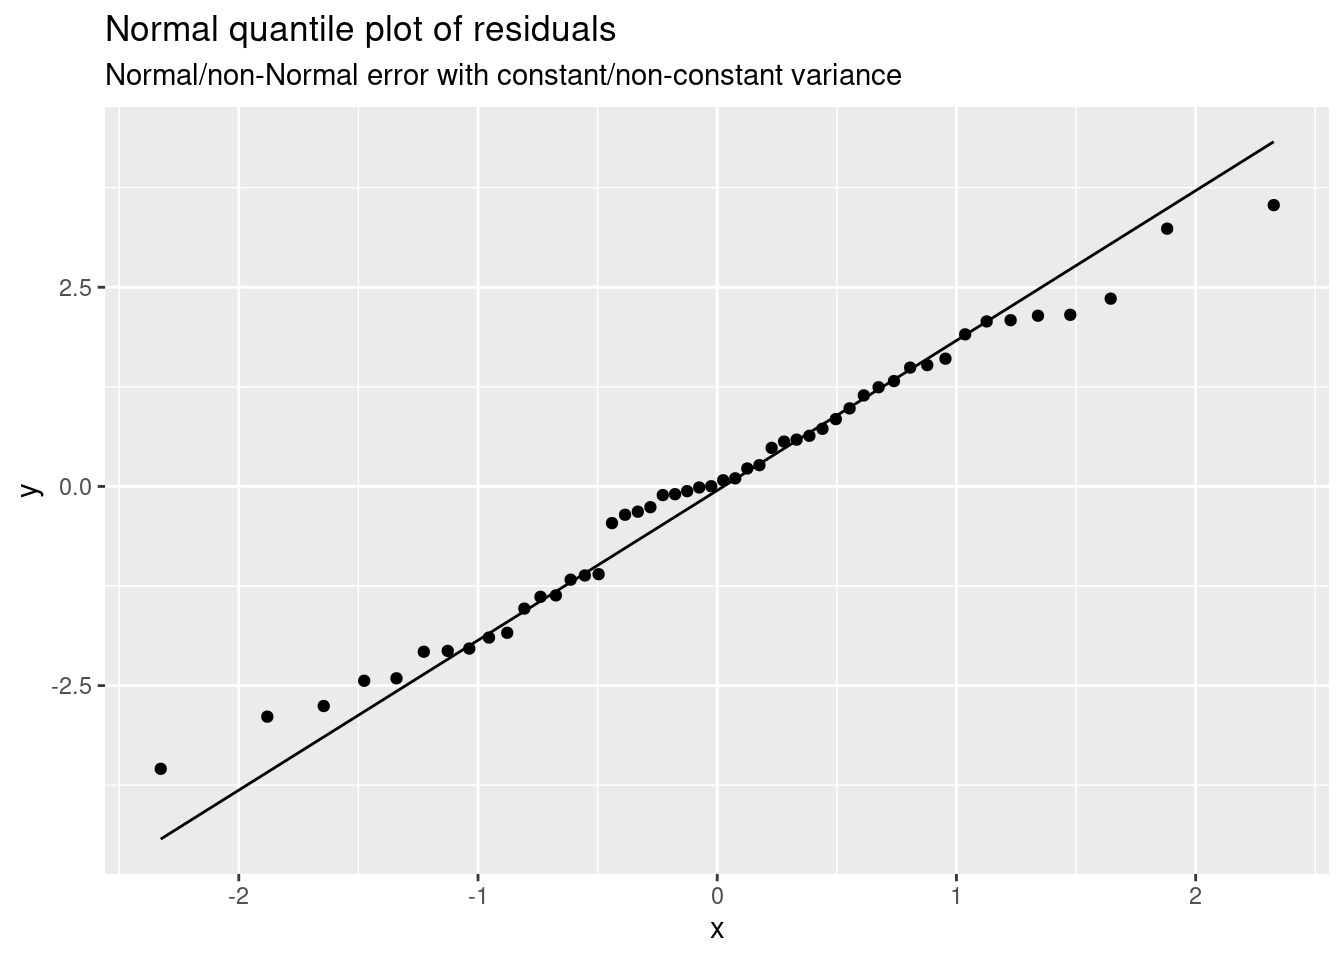 Normal quantile plot of residuals
Normal/non-Normal error with constant/non-constant variance
2.5
0.0
-2.5
y
-2
-1
0
1
2
x